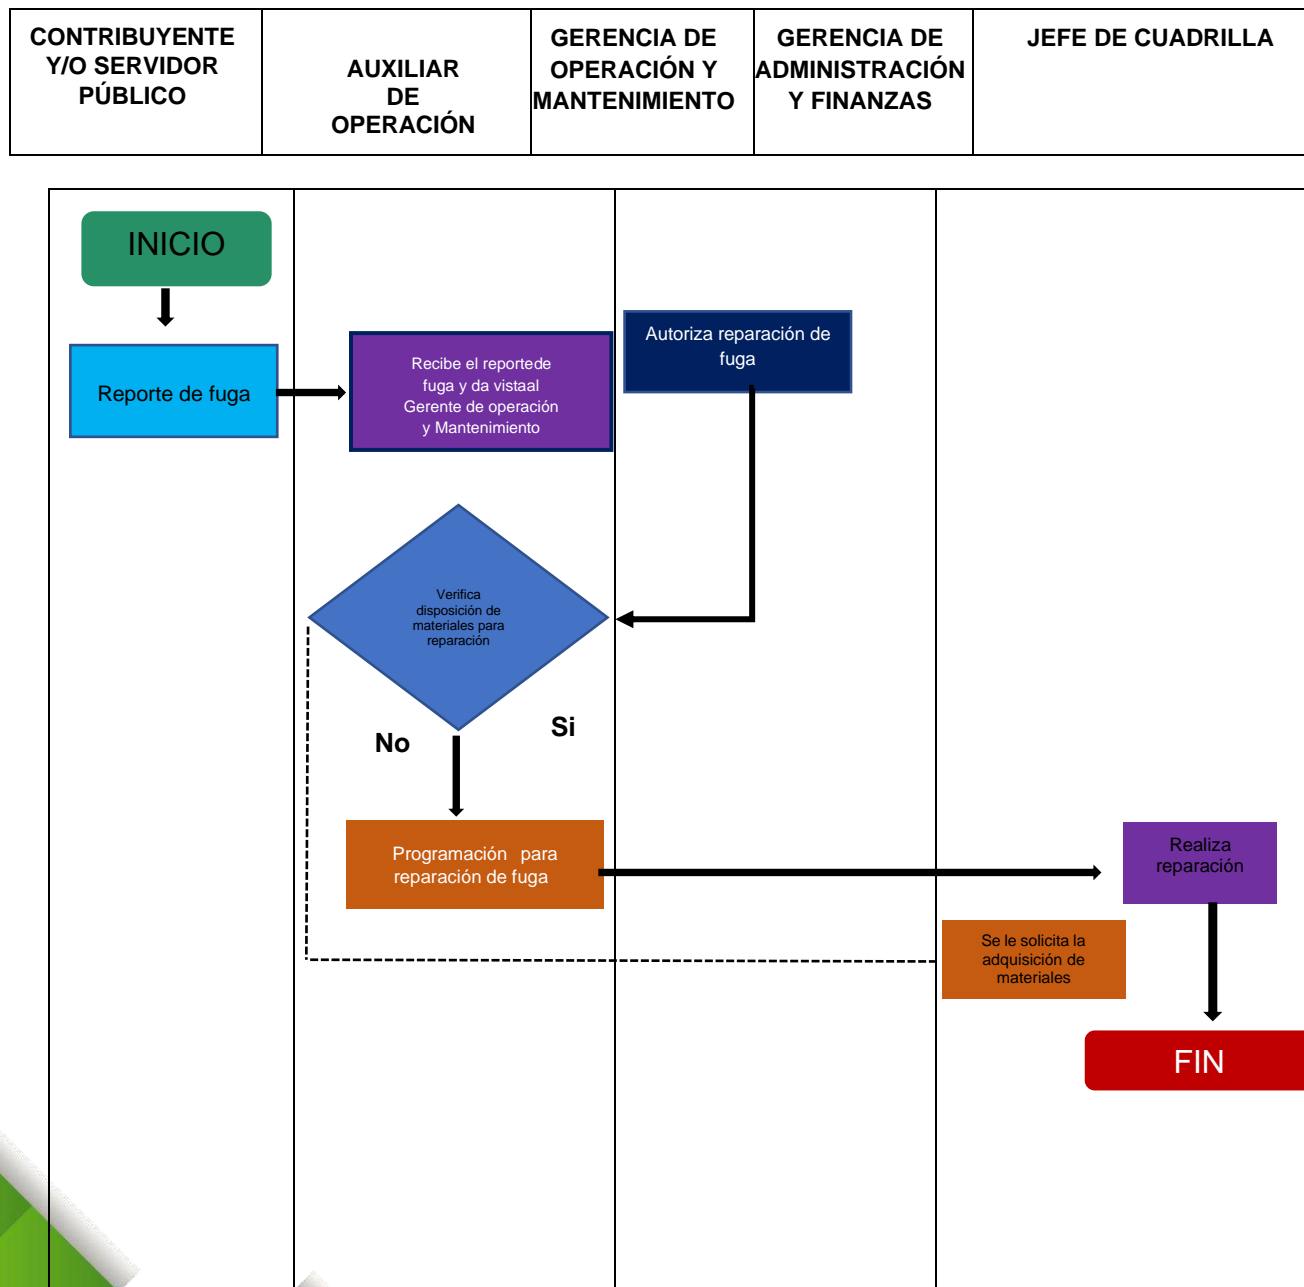 CONTRIBUYENTE
Y/O SERVIDOR
PÚBLICO
AUXILIAR
DE
OPERACIÓN
GERENCIA DE
OPERACIÓN Y
MANTENIMIENTO
GERENCIA DE
ADMINISTRACIÓN
Y FINANZAS
JEFE DE CUADRILLA
INICIO
Reporte de fuga
Recibe el reportede
fuga y da vistaal
Gerente de operación
y Mantenimiento
Autoriza reparación de
fuga
Verifica
disposición de
materiales para
reparación
No
Si
Programación para
reparación de fuga
Realiza
reparación
Se le solicita la
adquisición de
materiales
FIN